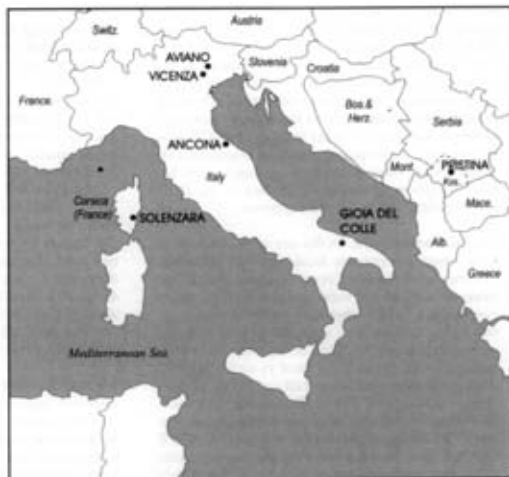 Switz.
Austria
AVIANO
VICENZA
Slovenia
Croatia
France.
Bos.&
Herz.
Serbia
ANCONA
Italy
Mont.
PRISTINA
Kos.
Corsica
(France)
SOLENZARA
GIOIA DEL
COLLE
Mace.
Alb.
Greece
Mediterranean Sea